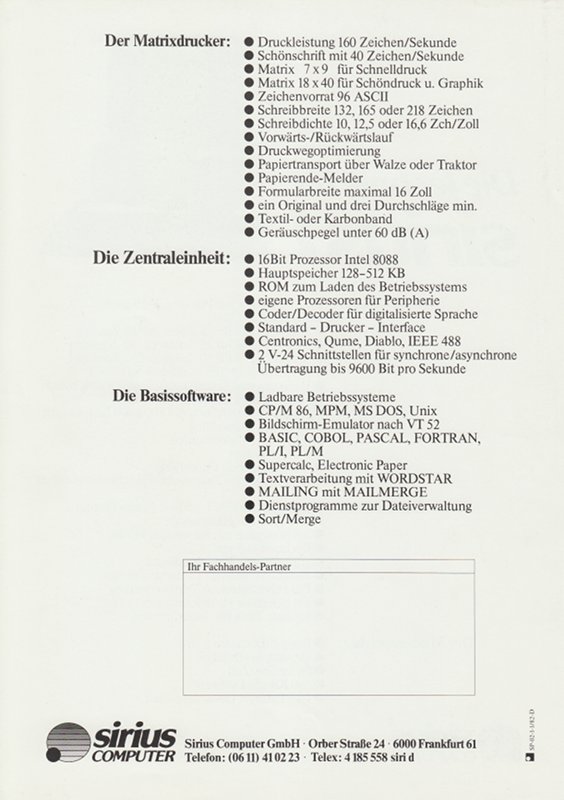 Der Matrixdrucker:
● Druckleistung 160 Zeichen/Sekunde
● Schönschrift mit 40 Zeichen/Sekunde
● Matrix 7 x 9 für Schnelldruck
● Matrix 18 x 40 für Schöndruck u. Graphik
● Zeichenvorrat 96 ASCII
● Schreibbreite 132, 165 oder 218 Zeichen
● Schreibdichte 10, 12,5 oder 16,6 Zch/Zoll
● Vorwärts-/Rückwärtslauf
● Druckwegoptimierung
● Papiertransport über Walze oder Traktor
● Papierende-Melder
● Formularbreite maximal 16 Zoll
● ein Original und drei Durchschläge min.
● Textil- oder Karbonband
● Geräuschpegel unter 60 dB (A)
Die Zentraleinheit:
● 16Bit Prozessor Intel 8088
● Hauptspeicher 128–512 KB
● ROM zum Laden des Betriebssystems
● eigene Prozessoren für Peripherie
● Coder/Decoder für digitalisierte Sprache
● Standard – Drucker – Interface
● Centronics, Qume, Diablo, IEEE 488
● 2 V-24 Schnittstellen für synchrone/asynchrone
Übertragung bis 9600 Bit pro Sekunde
Die Basissoftware:
● Ladbare Betriebssysteme
● CP/M 86, MPM, MS DOS, Unix
● Bildschirm-Emulator nach VT 52
● BASIC, COBOL, PASCAL, FORTRAN,
PL/I, PL/M
● Supercalc, Electronic Paper
● Textverarbeitung mit WORDSTAR
● MAILING mit MAILMERGE
● Dienstprogramme zur Dateiverwaltung
● Sort/Merge
Ihr Fachhandels-Partner
sirius
COMPUTER
Sirius Computer GmbH · Orber Straße 24 · 6000 Frankfurt 61
Telefon: (06 11) 41 02 23 · Telex: 4 185 558 siri d